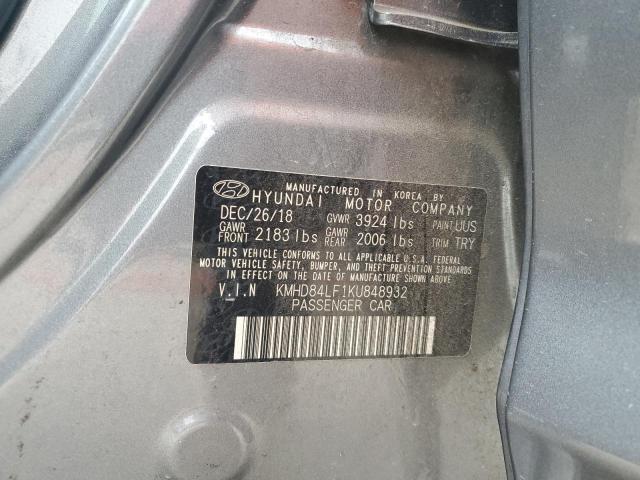 MANUFACTURED IN KOREA BY
HYUNDAI MOTOR COMPANY
DEC/26/18 GVWR 3924 lbs PAINT UUS
GAWR FRONT 2183 lbs GAWR REAR 2006 lbs TRIM TRY
THIS VEHICLE CONFORMS TO ALL APPLICABLE U.S.A. FEDERAL
MOTOR VEHICLE SAFETY, BUMPER, AND THEFT PREVENTION STANDARDS
IN EFFECT ON THE DATE OF MANUFACTURE SHOWN ABOVE.
V.I.N KMHD84LF1KU848932
PASSENGER CAR